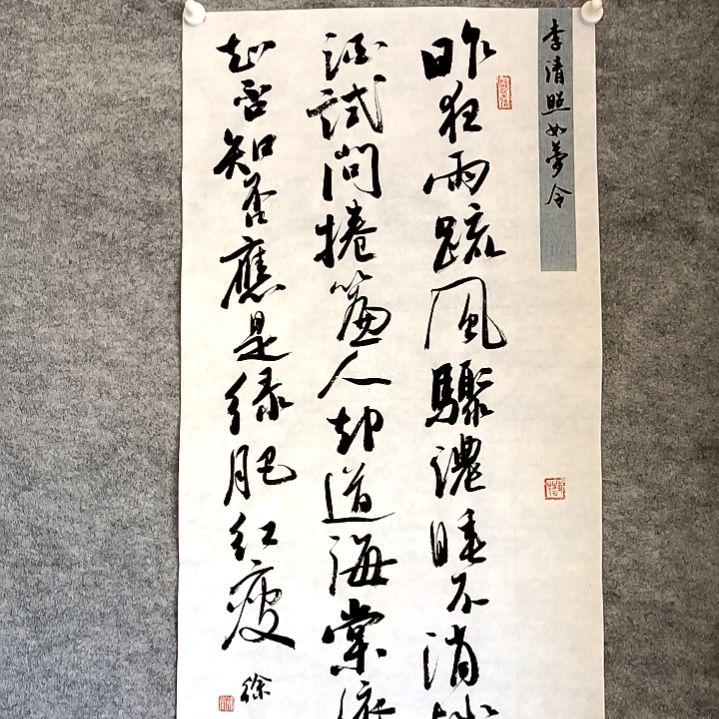 李清照如夢令
昨夜雨疏風驟濃睡不消
酒試問捲簾人却道海棠
知否知否應是緑肥紅瘦
徐